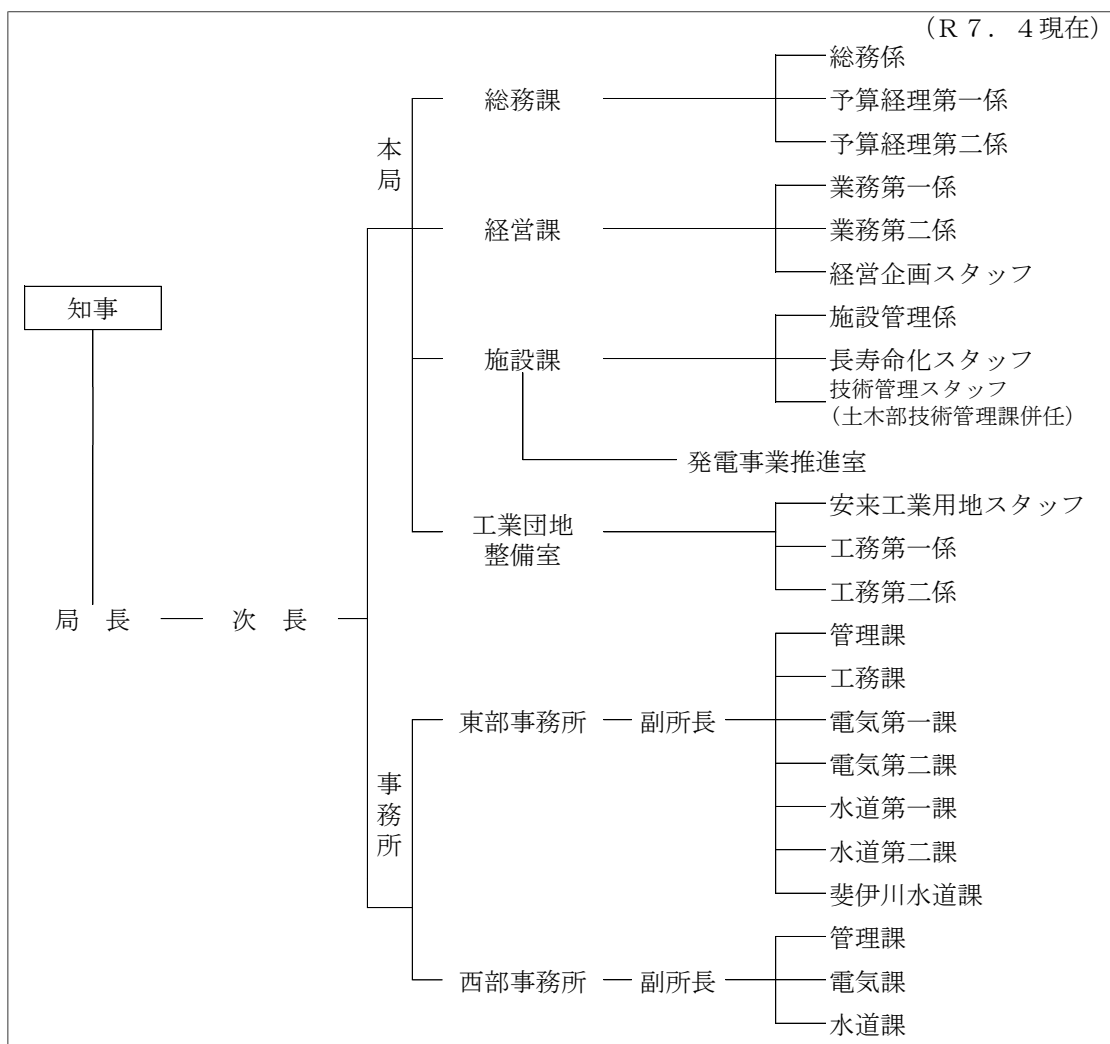 （Ｒ７．４現在）
総務係
総務課
予算経理第一係
予算経理第二係
本局
業務第一係
経営課
業務第二係
経営企画スタッフ
知事
施設管理係
施設課
長寿命化スタッフ
技術管理スタッフ
（土木部技術管理課併任）
発電事業推進室
安来工業用地スタッフ
工業団地
整備室
工務第一係
工務第二係
局　長
次　長
管理課
工務課
東部事務所
副所長
電気第一課
電気第二課
事務所
水道第一課
水道第二課
斐伊川水道課
管理課
西部事務所
副所長
電気課
水道課